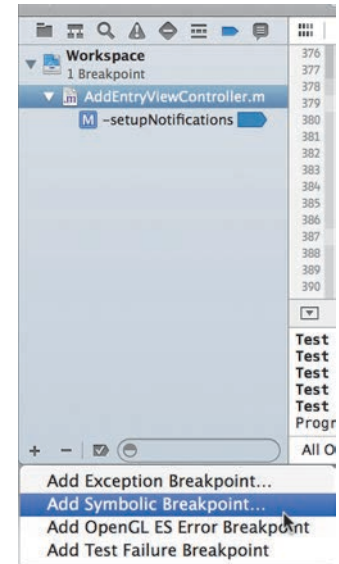 Workspace
1 Breakpoint
AddEntryViewController.m
M -setupNotifications
376
377
378
379
380
381
382
383
384
385
386
387
388
389
390
Test
Test
Test
Test
Test
Progr
All O
Add Exception Breakpoint...
Add Symbolic Breakpoint...
Add OpenGL ES Error Breakpoint
Add Test Failure Breakpoint